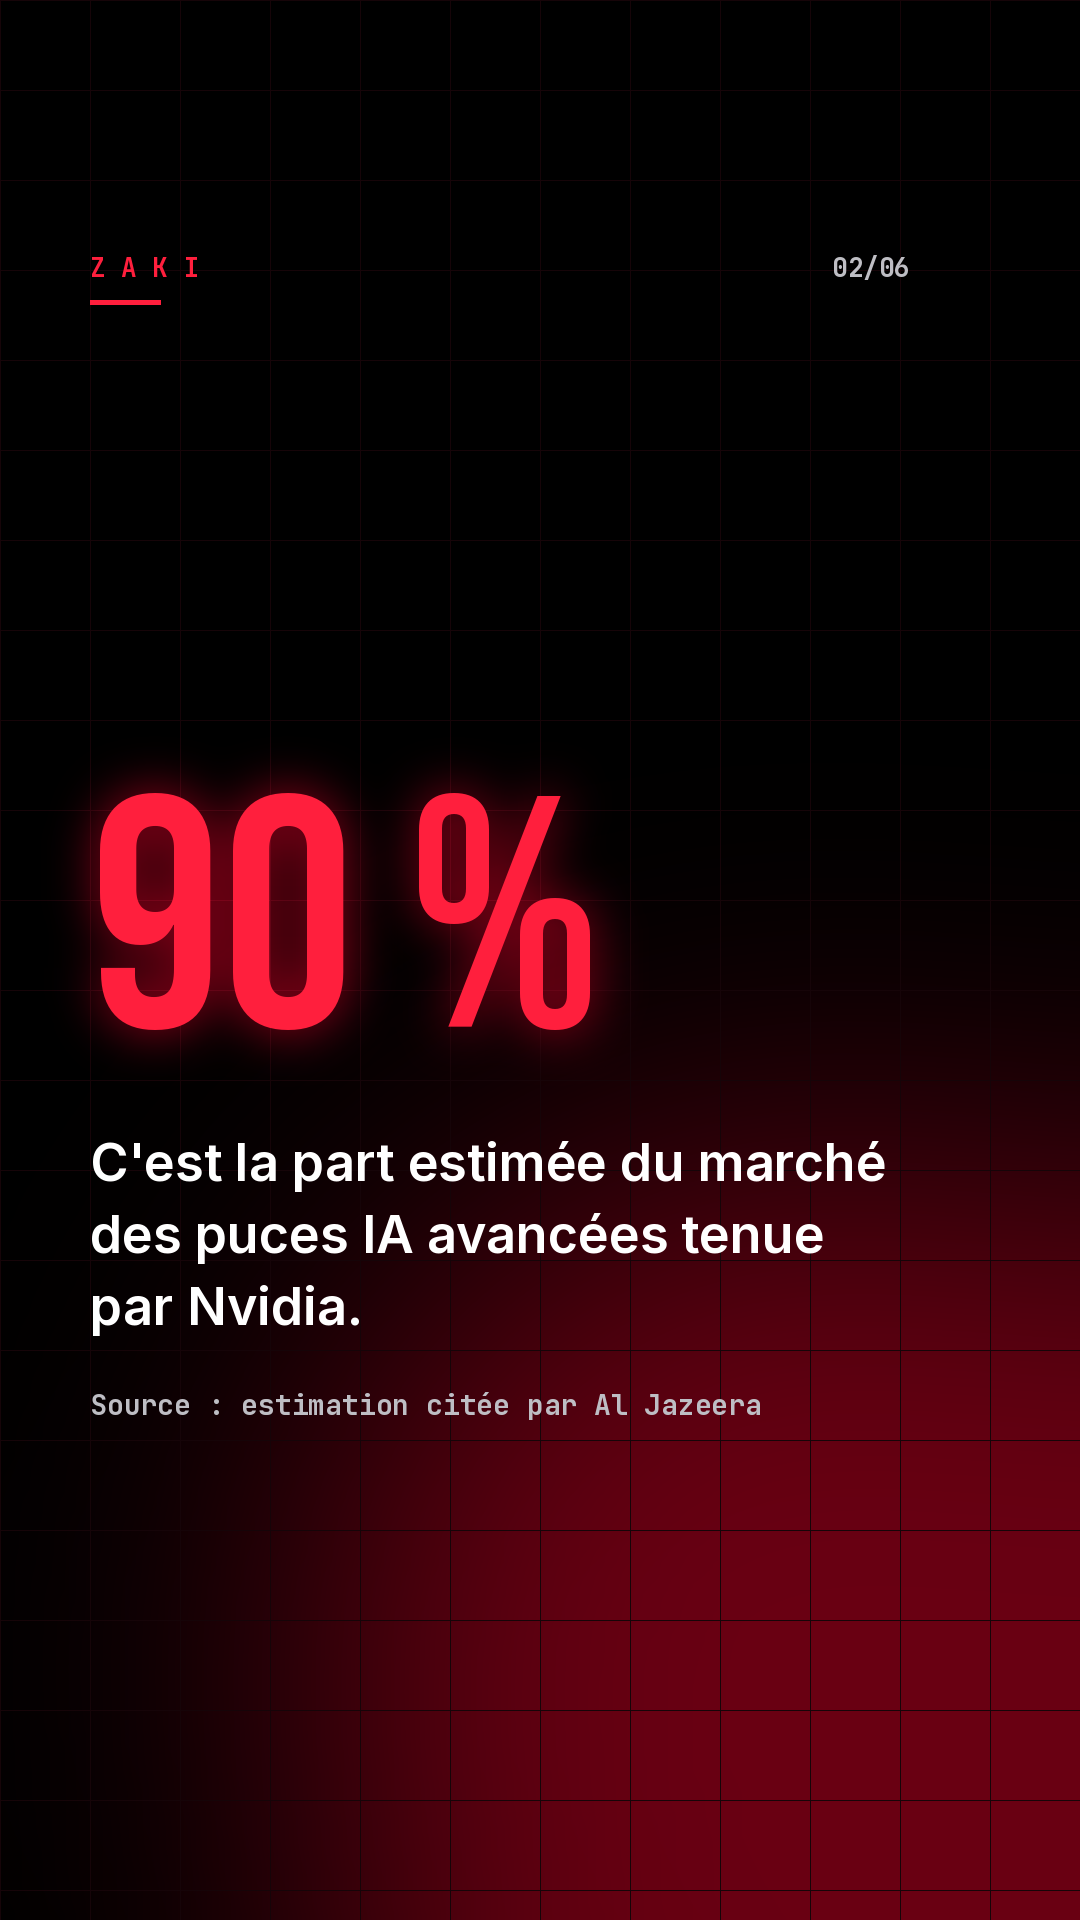 ZAKI
02/06
90 %
C'est la part estimée du marché
des puces IA avancées tenue
par Nvidia.
Source : estimation citée par Al Jazeera